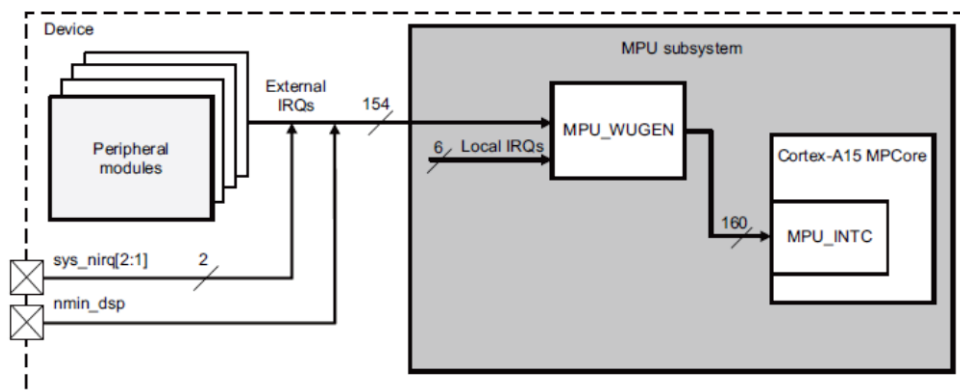 Device
MPU subsystem
External
IRQs
154
MPU_WUGEN
Peripheral
modules
6
Local IRQs
Cortex-A15 MPCore
160
MPU_INTC
sys_nirq[2:1]
2
nmin_dsp